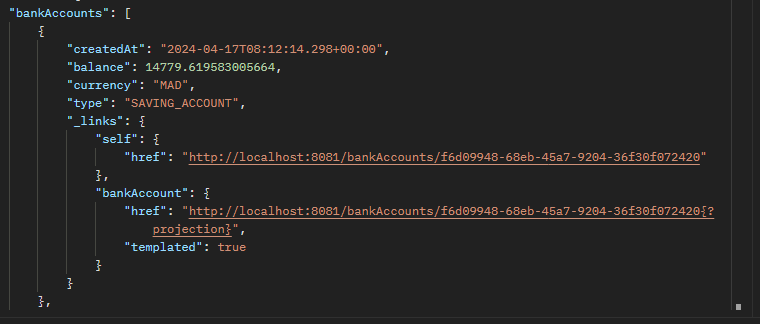 "bankAccounts": [
{
"createdAt": "2024-04-17T08:12:14.298+00:00",
"balance": 14779.619583005664,
"currency": "MAD",
"type": "SAVING_ACCOUNT",
"_links": {
"self": {
"href": "http://localhost:8081/bankAccounts/f6d09948-68eb-45a7-9204-36f30f072420"
},
"bankAccount": {
"href": "http://localhost:8081/bankAccounts/f6d09948-68eb-45a7-9204-36f30f072420{?
projection}",
"templated": true
}
}
},